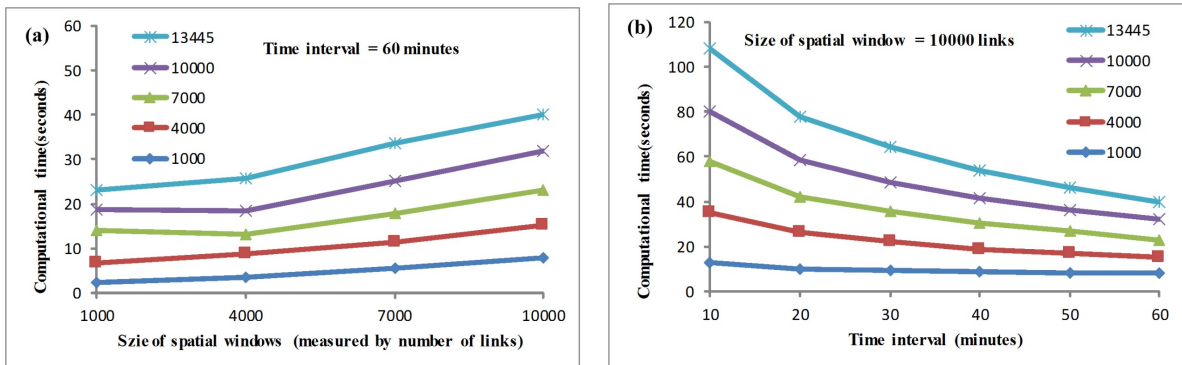 (a)
Time interval = 60 minutes
13445
10000
7000
4000
1000
Computational time(seconds)
60
50
40
30
20
10
0
1000 4000 7000 10000
Szie of spatial windows (measured by number of links)
(b)
Size of spatial window = 10000 links
13445
10000
7000
4000
1000
Computational time(seconds)
120
100
80
60
40
20
0
10 20 30 40 50 60
Time interval (minutes)